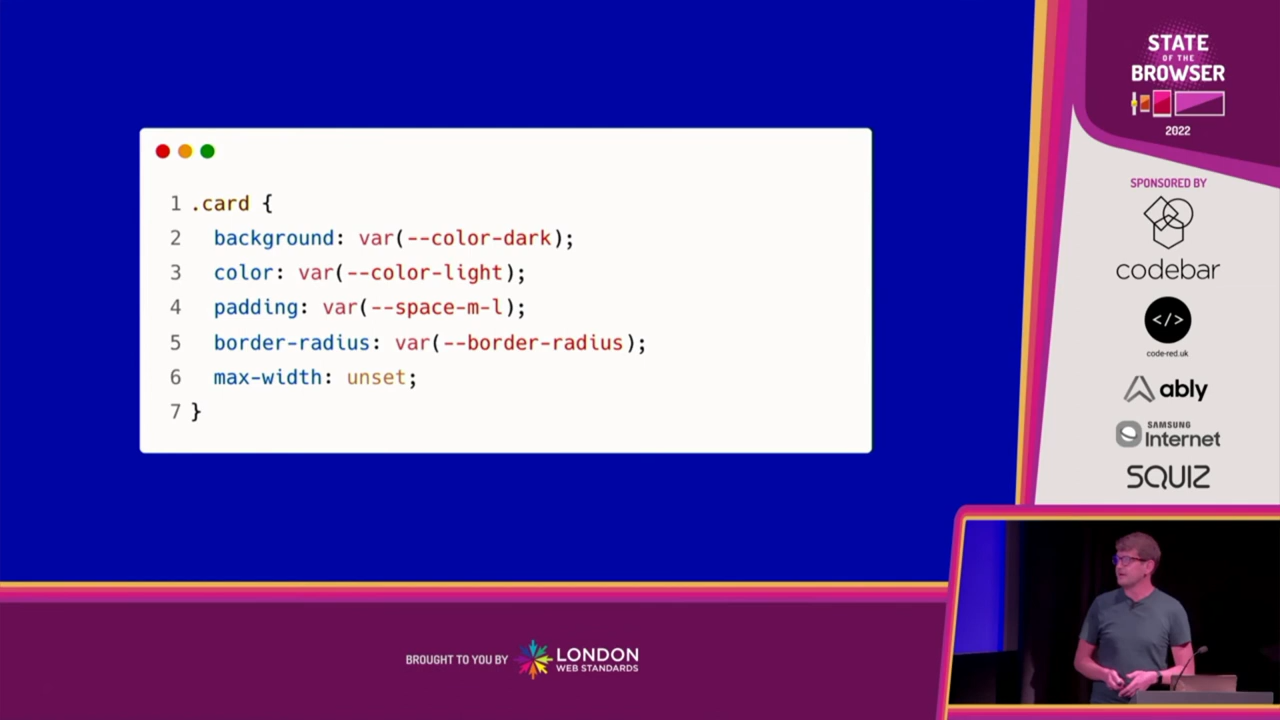 1 .card {
2 background: var(--color-dark);
3 color: var(--color-light);
4 padding: var(--space-m-l);
5 border-radius: var(--border-radius);
6 max-width: unset;
7 }
STATE
OF THE
BROWSER
2022
SPONSORED BY
codebar
</>
code-red.uk
ably
SAMSUNG
Internet
SQUIZ
BROUGHT TO YOU BY
LONDON
WEB STANDARDS